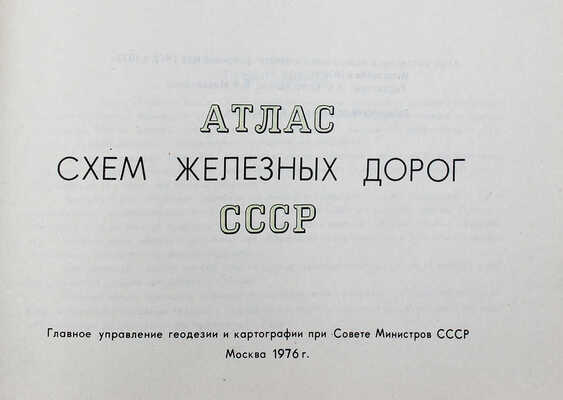 АТЛАС
СХЕМ ЖЕЛЕЗНЫХ ДОРОГ
СССР
Главное управление геодезии и картографии при Совете Министров СССР
Москва 1976 г.